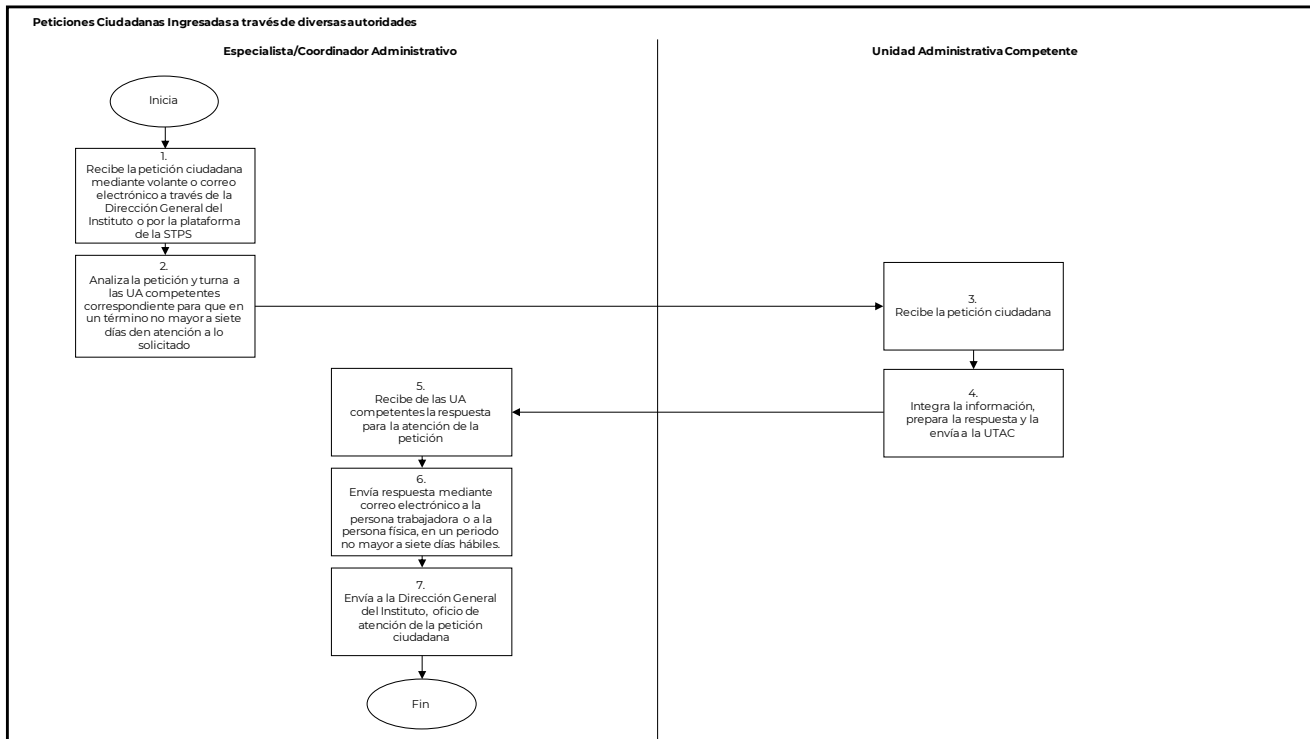 Peticiones Ciudadanas Ingresadas a través de diversas autoridades
Especialista/Coordinador Administrativo
Unidad Administrativa Competente
Inicia
1.
Recibe la petición ciudadana
mediante volante o correo
electrónico a través de la
Dirección General del
Instituto o por la plataforma
de la STPS
2.
Analiza la petición y turna a
las UA competentes
correspondiente para que en
un término no mayor a siete
días den atención a lo
solicitado
3.
Recibe la petición ciudadana
4.
Integra la información,
prepara la respuesta y la
envía a la UTAC
5.
Recibe de las UA
competentes la respuesta
para la atención de la
petición
6.
Envía respuesta mediante
correo electrónico a la
persona trabajadora o a la
persona física, en un periodo
no mayor a siete días hábiles.
7.
Envía a la Dirección General
del Instituto, oficio de
atención de la petición
ciudadana
Fin